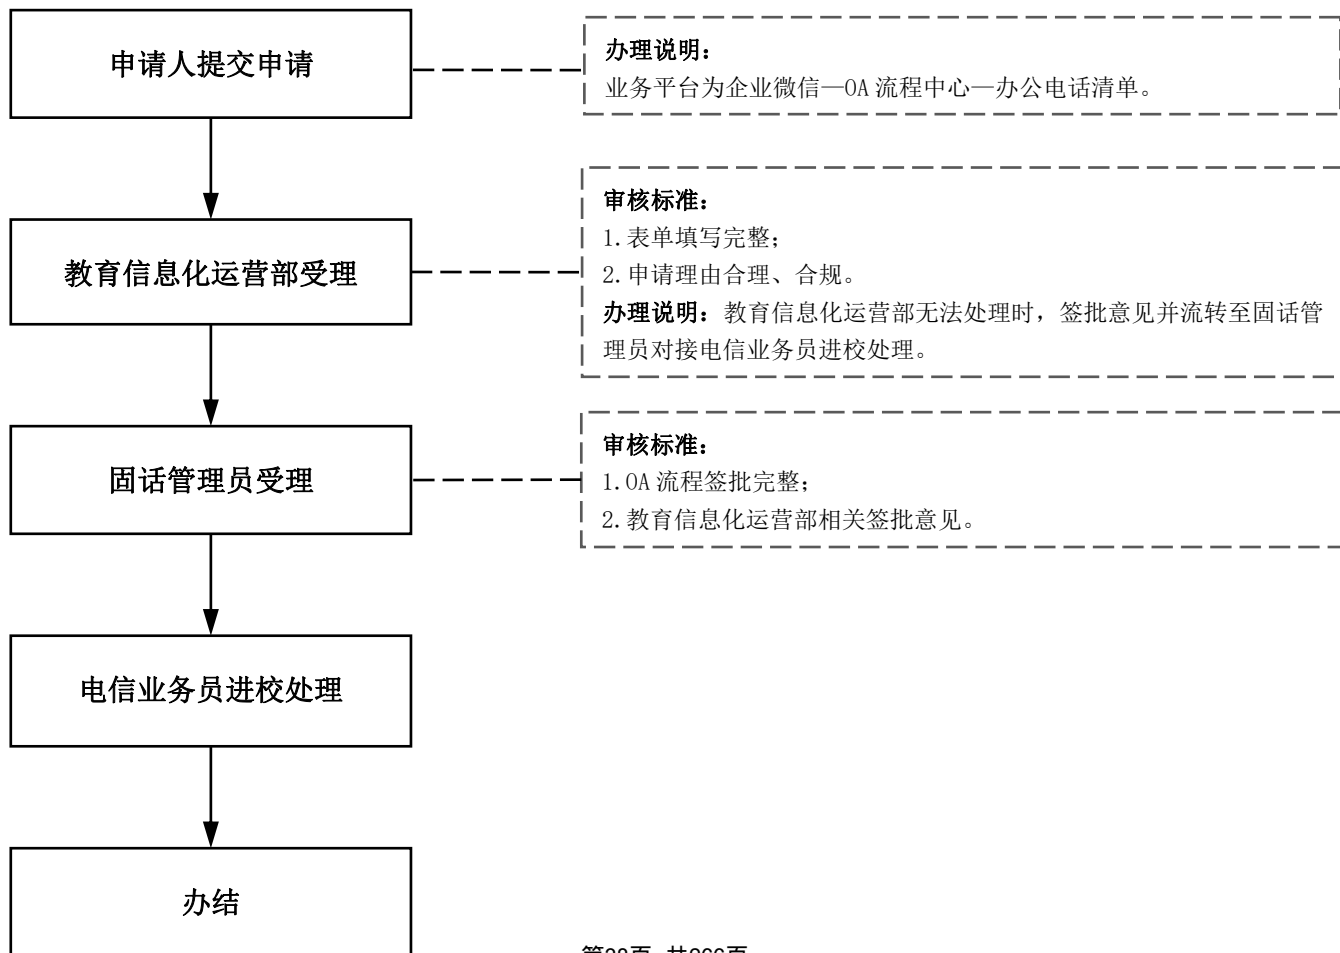 申请人提交申请
办理说明：
业务平台为企业微信—OA 流程中心—办公电话清单。
教育信息化运营部受理
审核标准：
1.表单填写完整；
2.申请理由合理、合规。
办理说明：教育信息化运营部无法处理时，签批意见并流转至固话管
理员对接电信业务员进校处理。
固话管理员受理
审核标准：
1.OA 流程签批完整；
2.教育信息化运营部相关签批意见。
电信业务员进校处理
办结